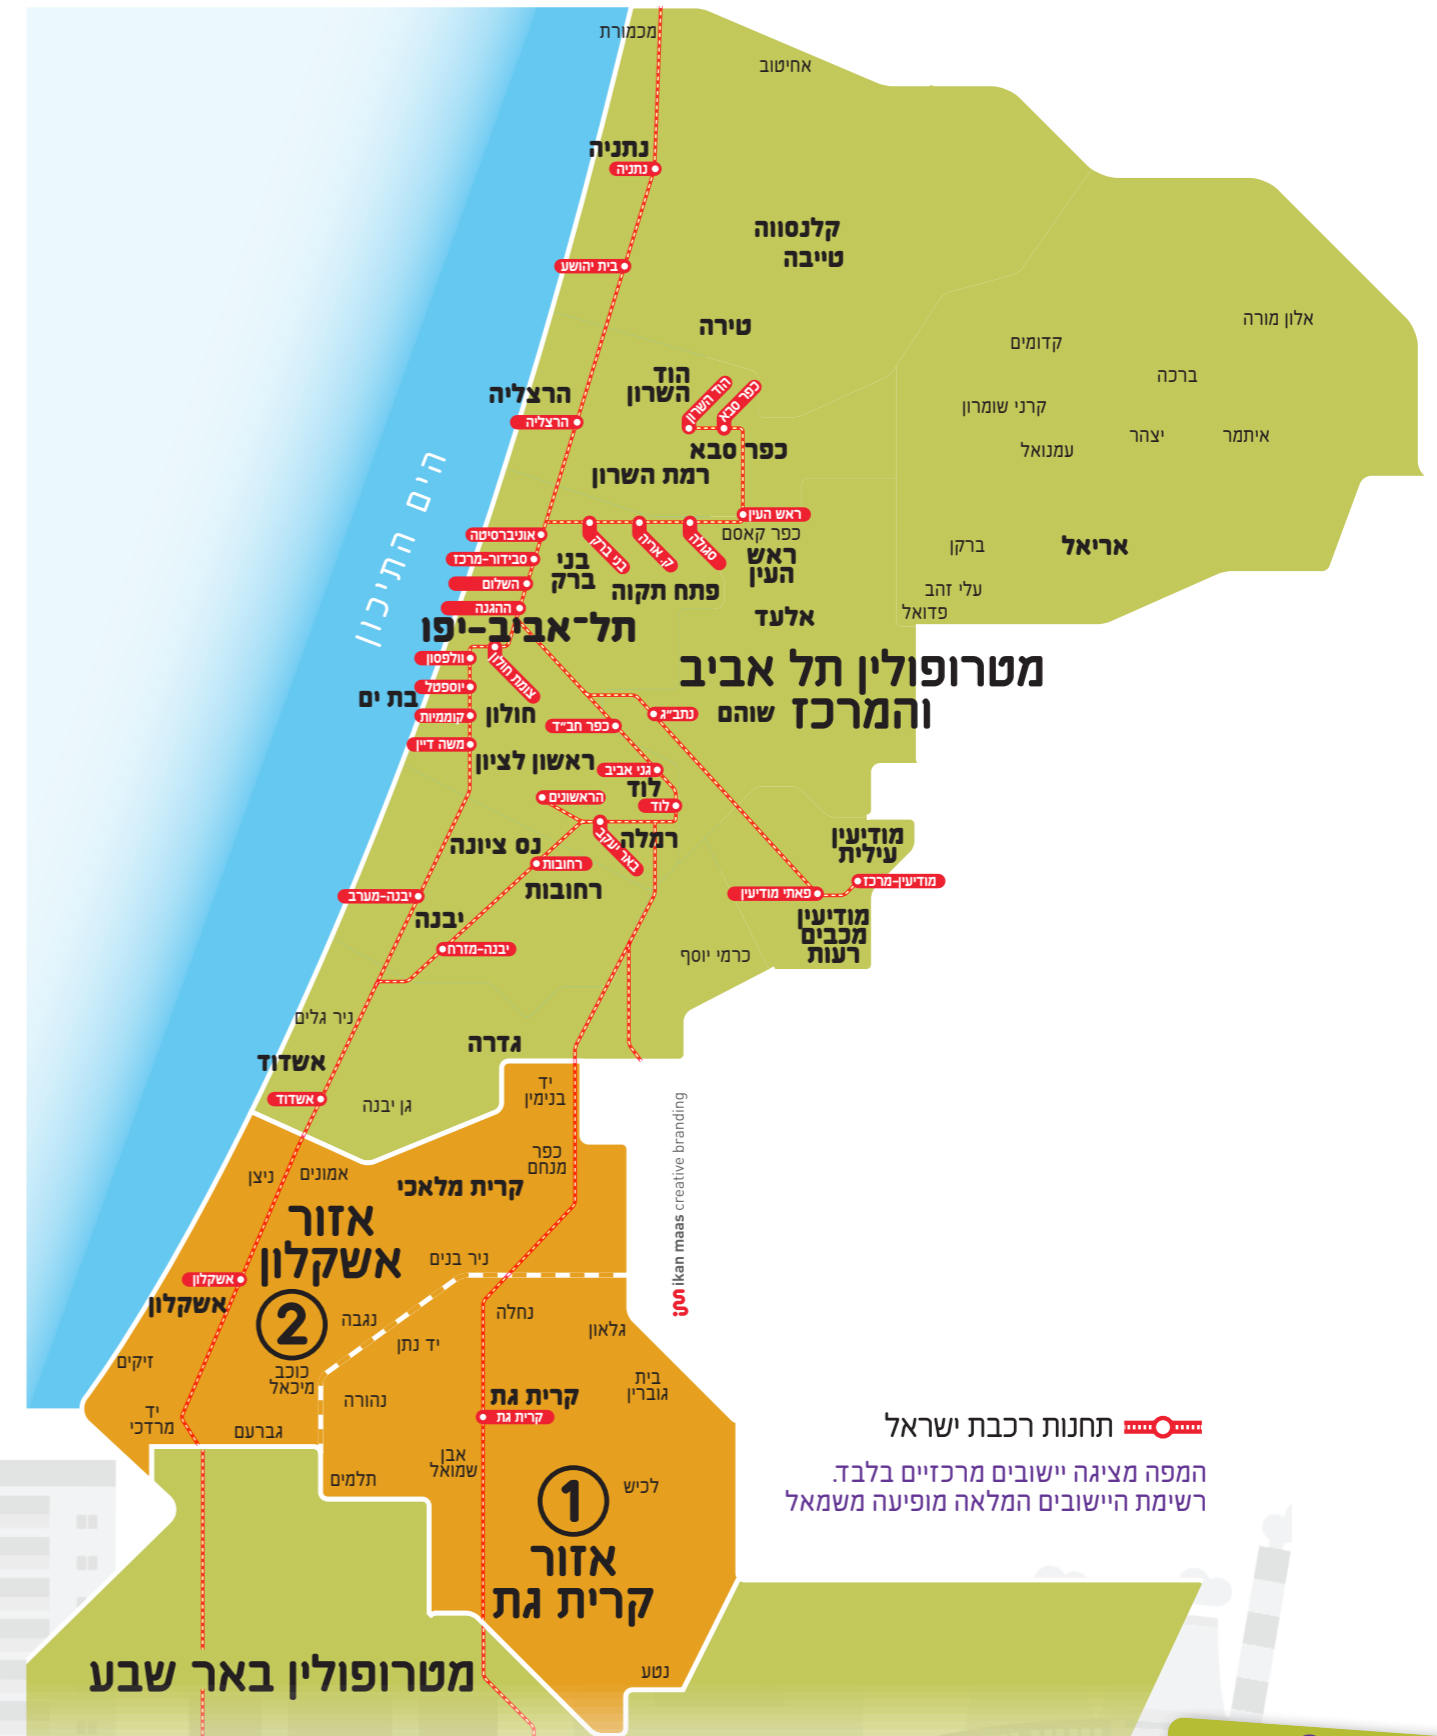 מכמורת
אחיטוב
נתניה
נתניה
קלנסווה
טייבה
בית יהושע
טירה
אלון מורה
קדומים
ברכה
קרני שומרון
איתמר
יצהר
עמנואל
הוד
השרון
הוד השרון
כפר סבא
הרצליה
הרצליה
כפר סבא
רמת השרון
הים התיכון
ראש העין
כפר קאסם
ראש
העין
אוניברסיטה
סבידור-מרכז
השלום
ההגנה
בני ברק
ק. אריה
סגולה
בני
ברק
פתח תקוה
אריאל
ברקן
עלי זהב
פדואל
אלעד
תל־אביב-יפו
מטרופולין תל אביב
והמרכז
שוהם
וולפסון
צומת חולון
יוספטל
בת ים
קוממיות
חולון
משה דיין
נתב״ג
כפר חב״ד
ראשון לציון
גני אביב
לוד
לוד
הראשונים
רמלה
באר יעקב
נס ציונה
רחובות
רחובות
מודיעין
עילית
מודיעין-מרכז
פאתי מודיעין
מודיעין
מכבים
רעות
יבנה-מערב
יבנה
יבנה-מזרח
כרמי יוסף
ניר גלים
גדרה
אשדוד
אשדוד
גן יבנה
יד
בנימין
כפר
מנחם
ניצן
אמונים
קרית מלאכי
אזור
אשקלון
2
ניר בנים
אשקלון
אשקלון
נגבה
נחלה
יד נתן
גלאון
זיקים
כוכב
מיכאל
בית
גוברין
נהורה
קרית גת
קרית גת
יד
מרדכי
גברעם
אבן
שמואל
תלמים
לכיש
1
אזור
קרית גת
נטע
מטרופולין באר שבע
ikan maas creative branding
תחנות רכבת ישראל
המפה מציגה יישובים מרכזיים בלבד.
רשימת היישובים המלאה מופיעה משמאל